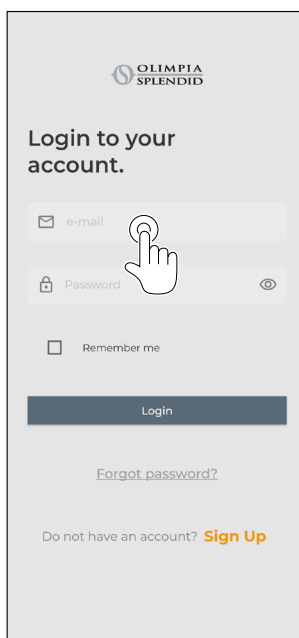 OLIMPIA
SPLENDID
Login to your
account.
e-mail
Password
Remember me
Login
Forgot password?
Do not have an account? Sign Up